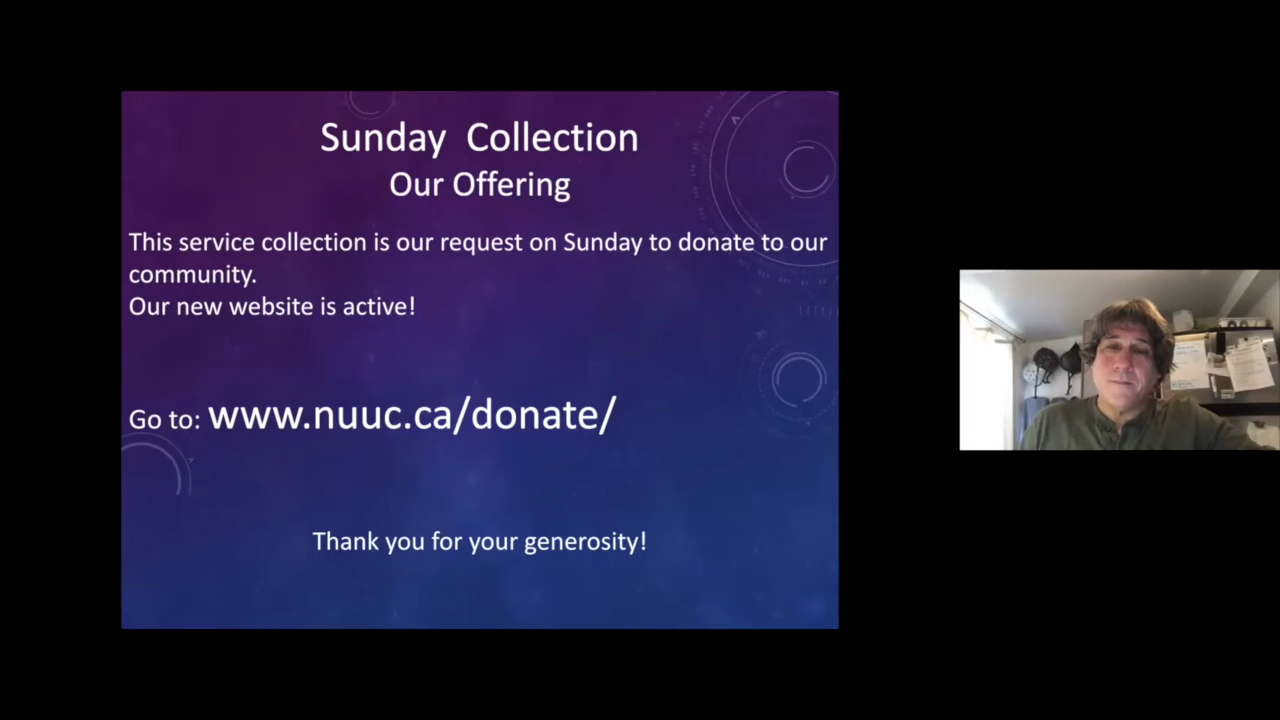 Sunday Collection
Our Offering
This service collection is our request on Sunday to donate to our
community.
Our new website is active!
Go to: www.nuuc.ca/donate/
Thank you for your generosity!